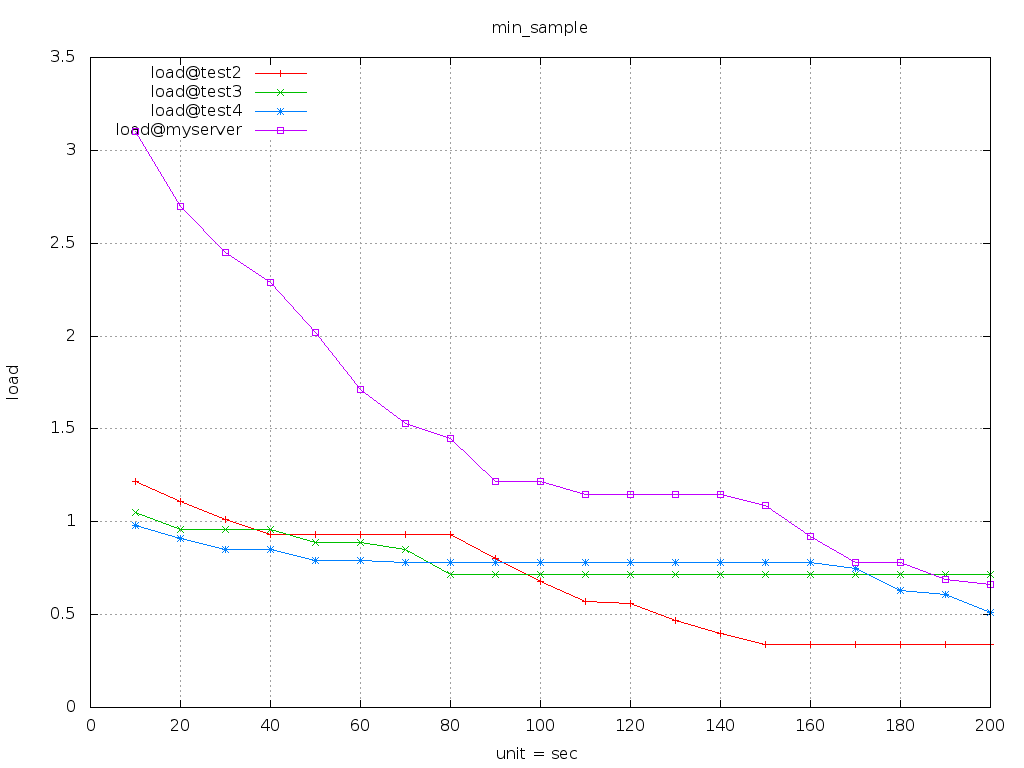 min_sample
load@test2
load@test3
load@test4
load@myserver
3.5
3
2.5
2
1.5
1
0.5
0
load
0 20 40 60 80 100 120 140 160 180 200
unit = sec